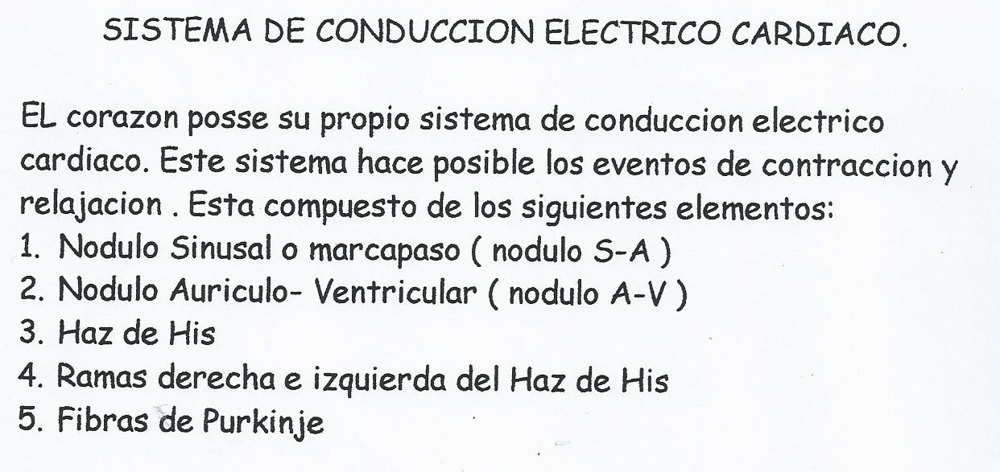 SISTEMA DE CONDUCCION ELECTRICO CARDIACO.
EL corazon posse su propio sistema de conduccion electrico
cardiaco. Este sistema hace posible los eventos de contraccion y
relajacion . Esta compuesto de los siguientes elementos:
1. Nodulo Sinusal o marcapaso ( nodulo S-A )
2. Nodulo Auriculo- Ventricular ( nodulo A-V )
3. Haz de His
4. Ramas derecha e izquierda del Haz de His
5. Fibras de Purkinje